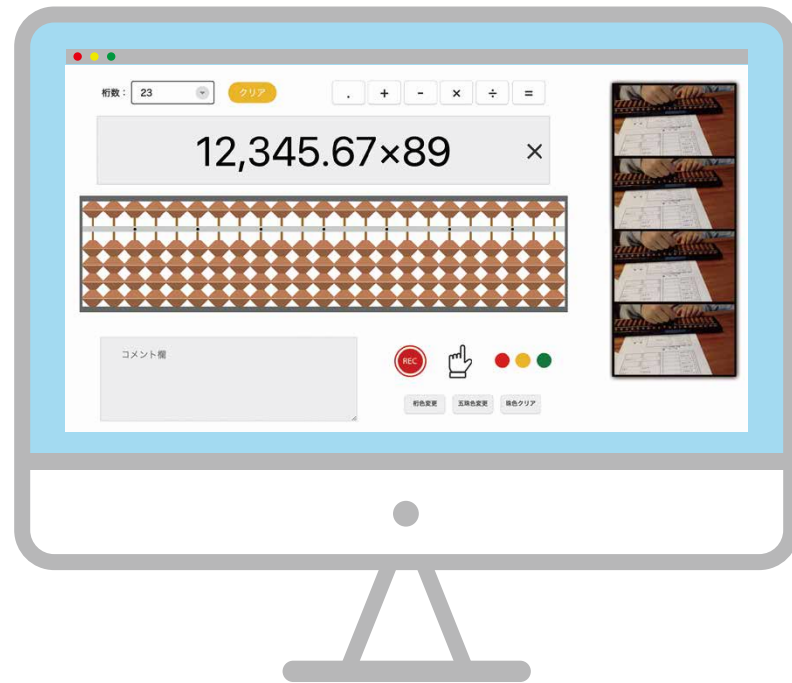 桁数： 23
クリア
. + - × ÷ =
12,345.67×89 ×
コメント欄
REC
桁色変更 五珠色変更 珠色クリア